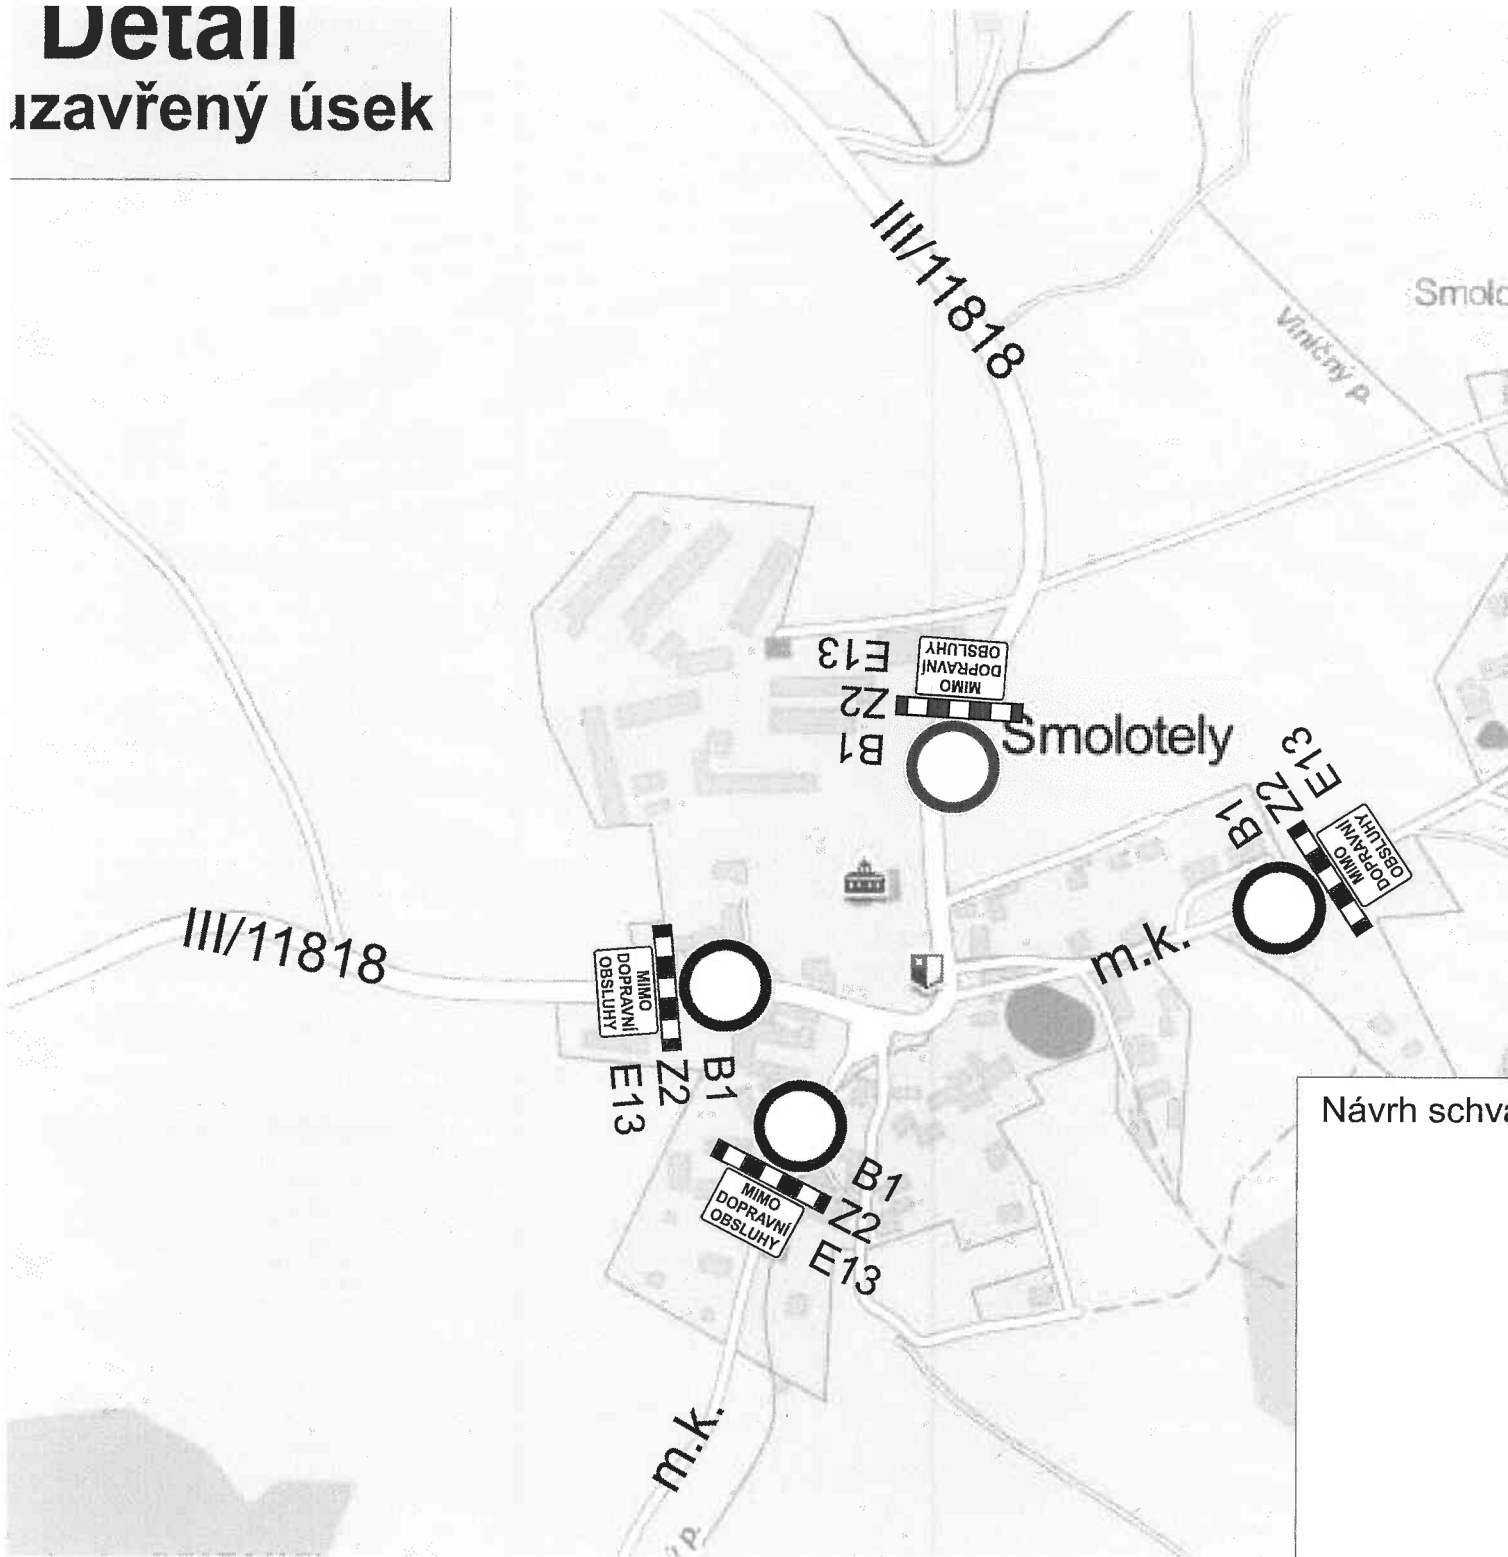 Detail
uzavřený úsek
III/11818
Smolo
Viničný p.
E13
MIMO
DOPRAVNÍ
OBSLUHY
Z2
B1
Smolotely
E13
Z2
B1
MIMO
DOPRAVNÍ
OBSLUHY
III/11818
m.k.
MIMO
DOPRAVNÍ
OBSLUHY
B1
Z2
E13
Návrh schva
B1
Z2
E13
MIMO
DOPRAVNÍ
OBSLUHY
m.k.
ý p.